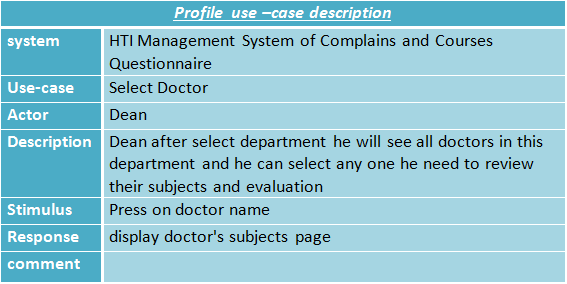 Profile use –case description
system HTI Management System of Complains and Courses
Questionnaire
Use-case Select Doctor
Actor Dean
Description Dean after select department he will see all doctors in this
department and he can select any one he need to review
their subjects and evaluation
Stimulus Press on doctor name
Response display doctor's subjects page
comment